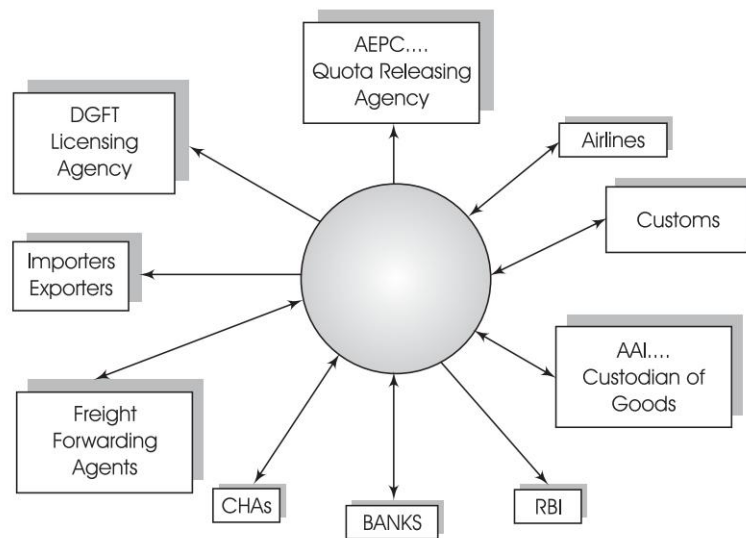 AEPC....
Quota Releasing
Agency
DGFT
Licensing
Agency
Airlines
Customs
Importers
Exporters
AAI....
Custodian of
Goods
Freight
Forwarding
Agents
CHAs
BANKS
RBI